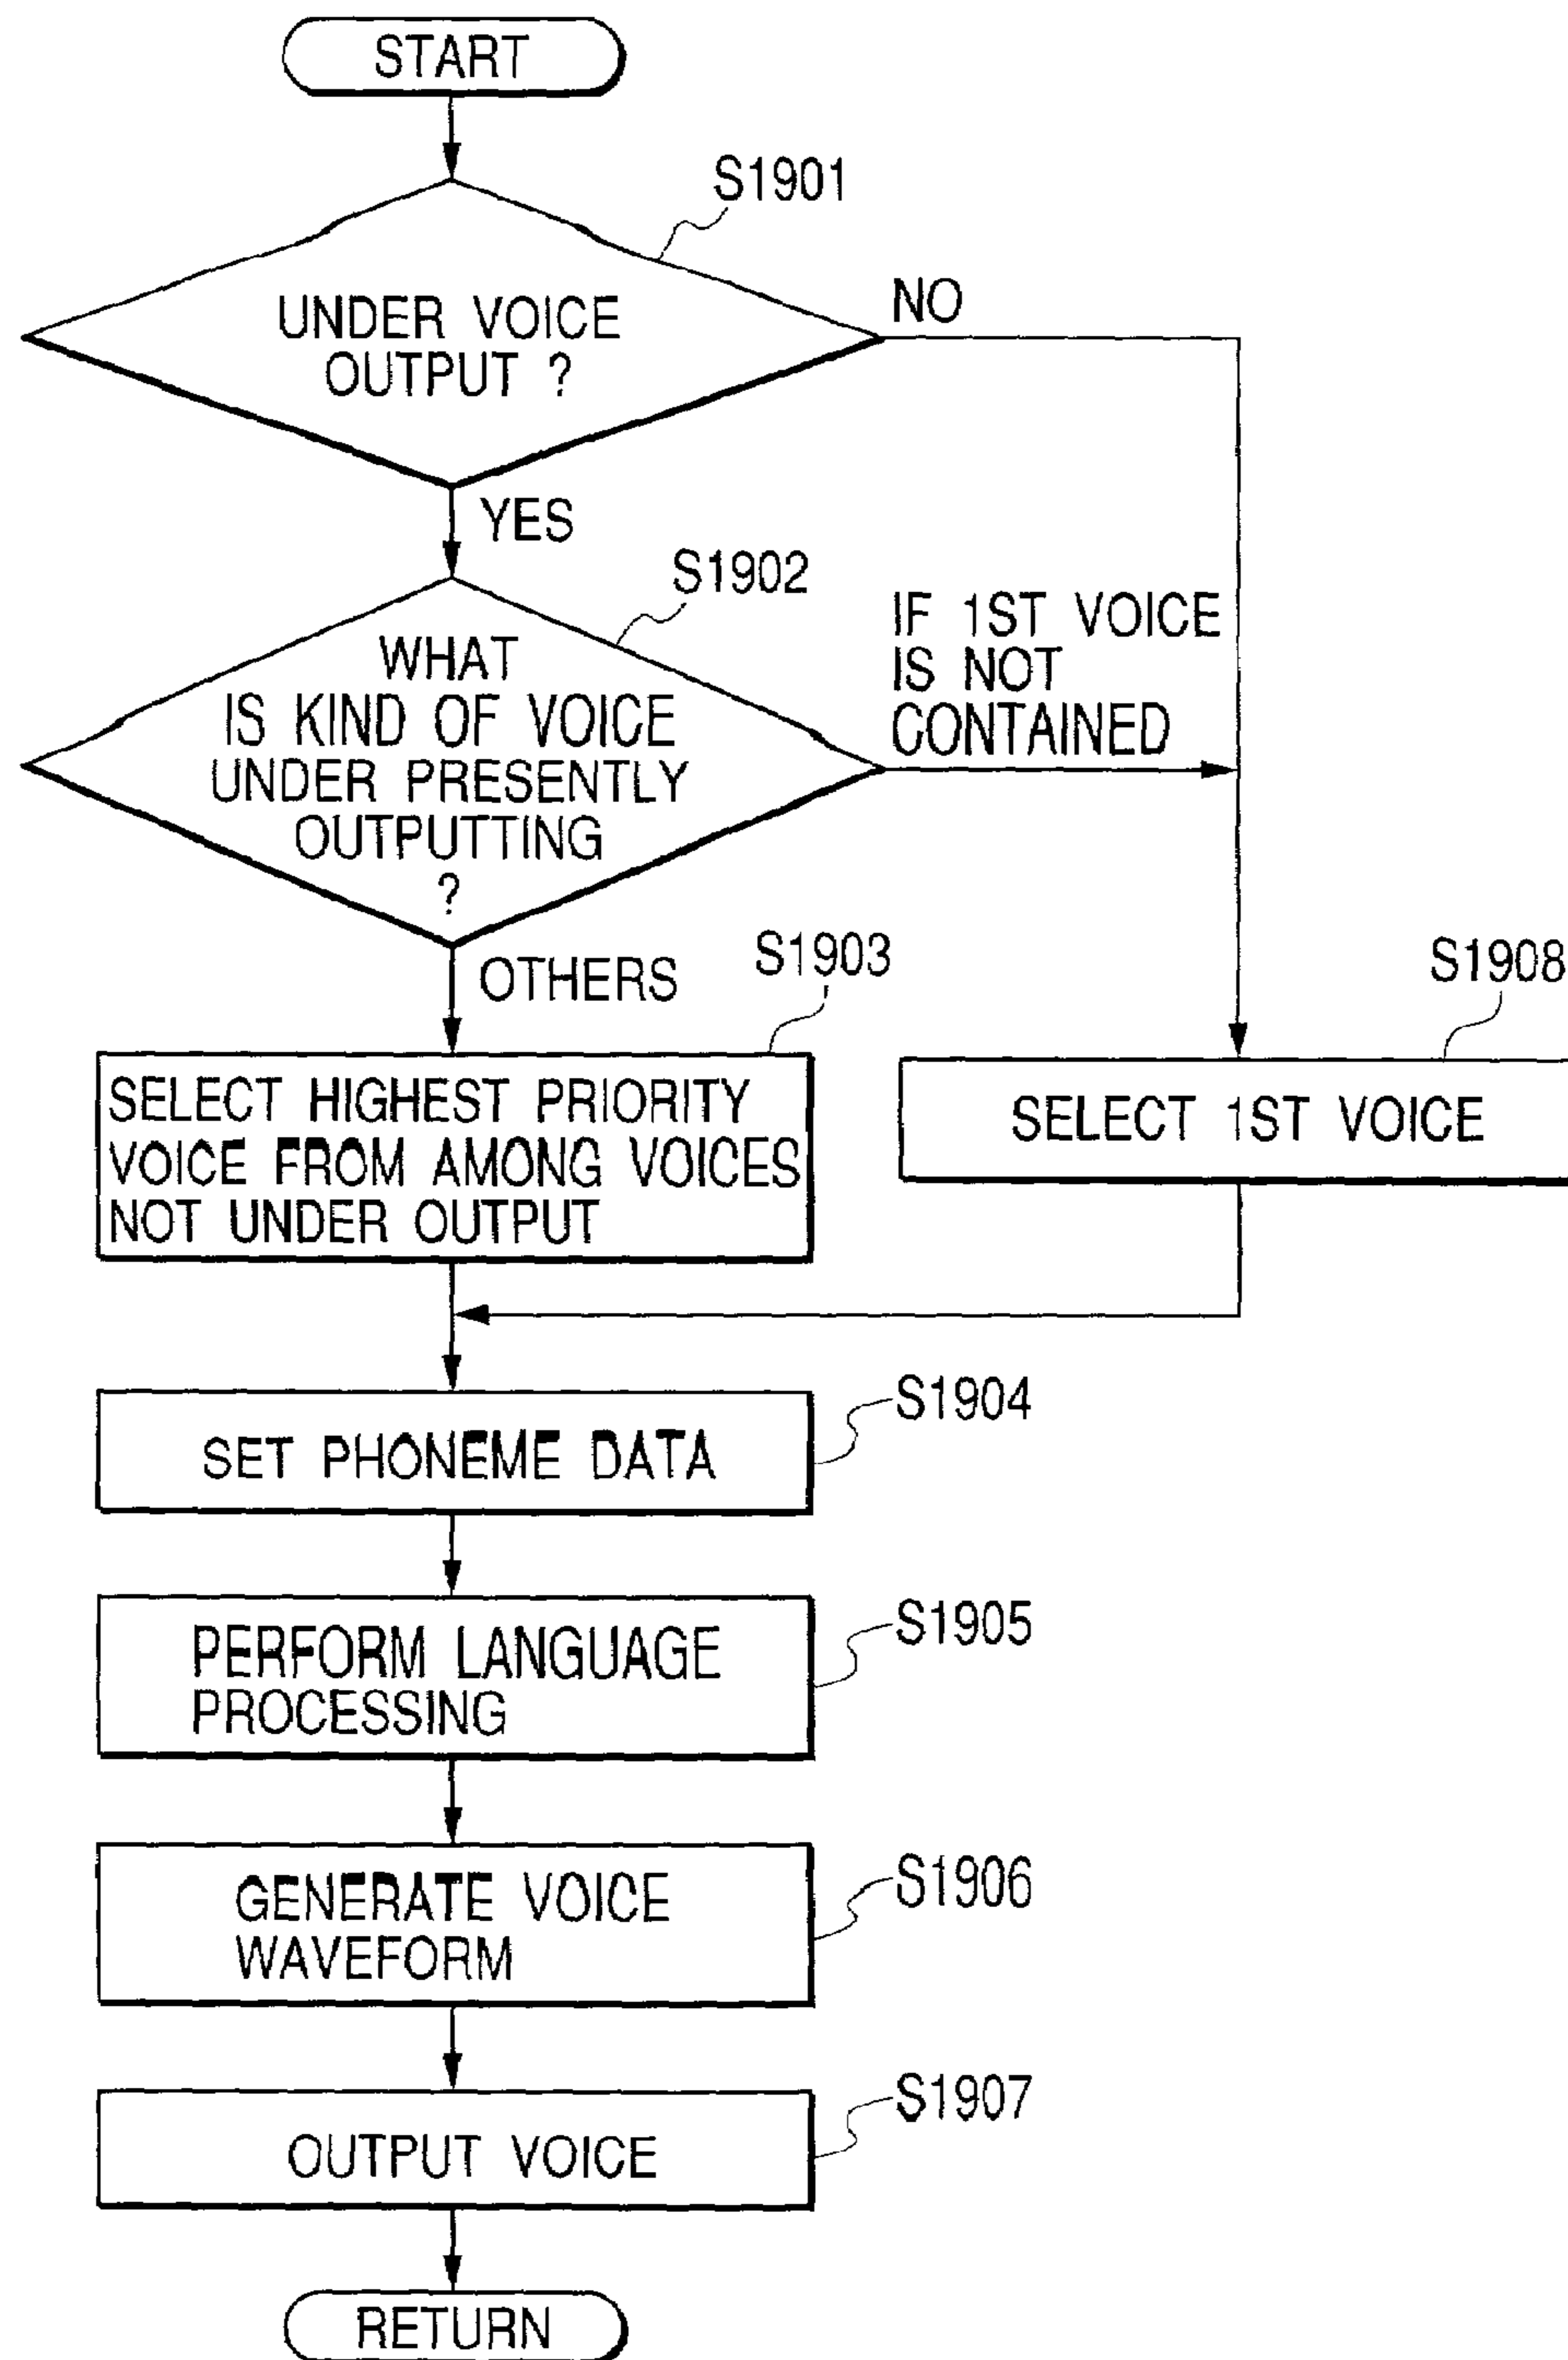 START
S1901
UNDER VOICE
OUTPUT ?
NO
YES
S1902
WHAT
IS KIND OF VOICE
UNDER PRESENTLY
OUTPUTTING
?
IF 1ST VOICE
IS NOT
CONTAINED
OTHERS
S1903
SELECT HIGHEST PRIORITY
VOICE FROM AMONG VOICES
NOT UNDER OUTPUT
S1908
SELECT 1ST VOICE
S1904
SET PHONEME DATA
S1905
PERFORM LANGUAGE
PROCESSING
S1906
GENERATE VOICE
WAVEFORM
S1907
OUTPUT VOICE
RETURN